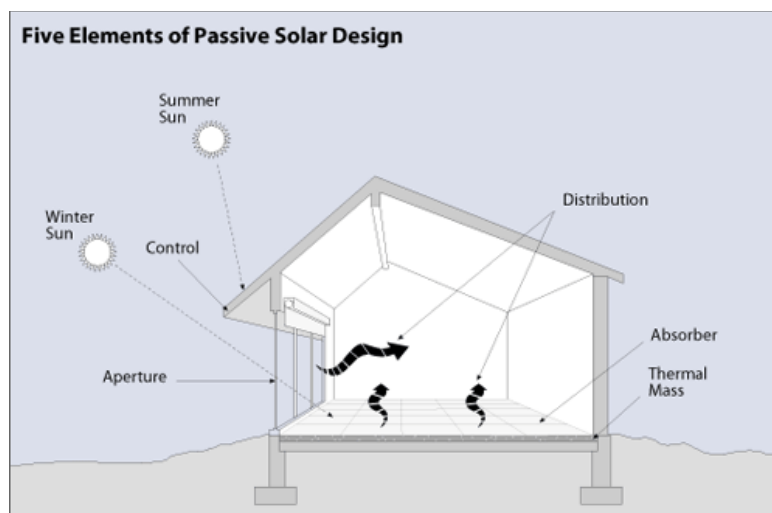 Five Elements of Passive Solar Design
Summer
Sun
Winter
Sun
Control
Distribution
Aperture
Absorber
Thermal
Mass